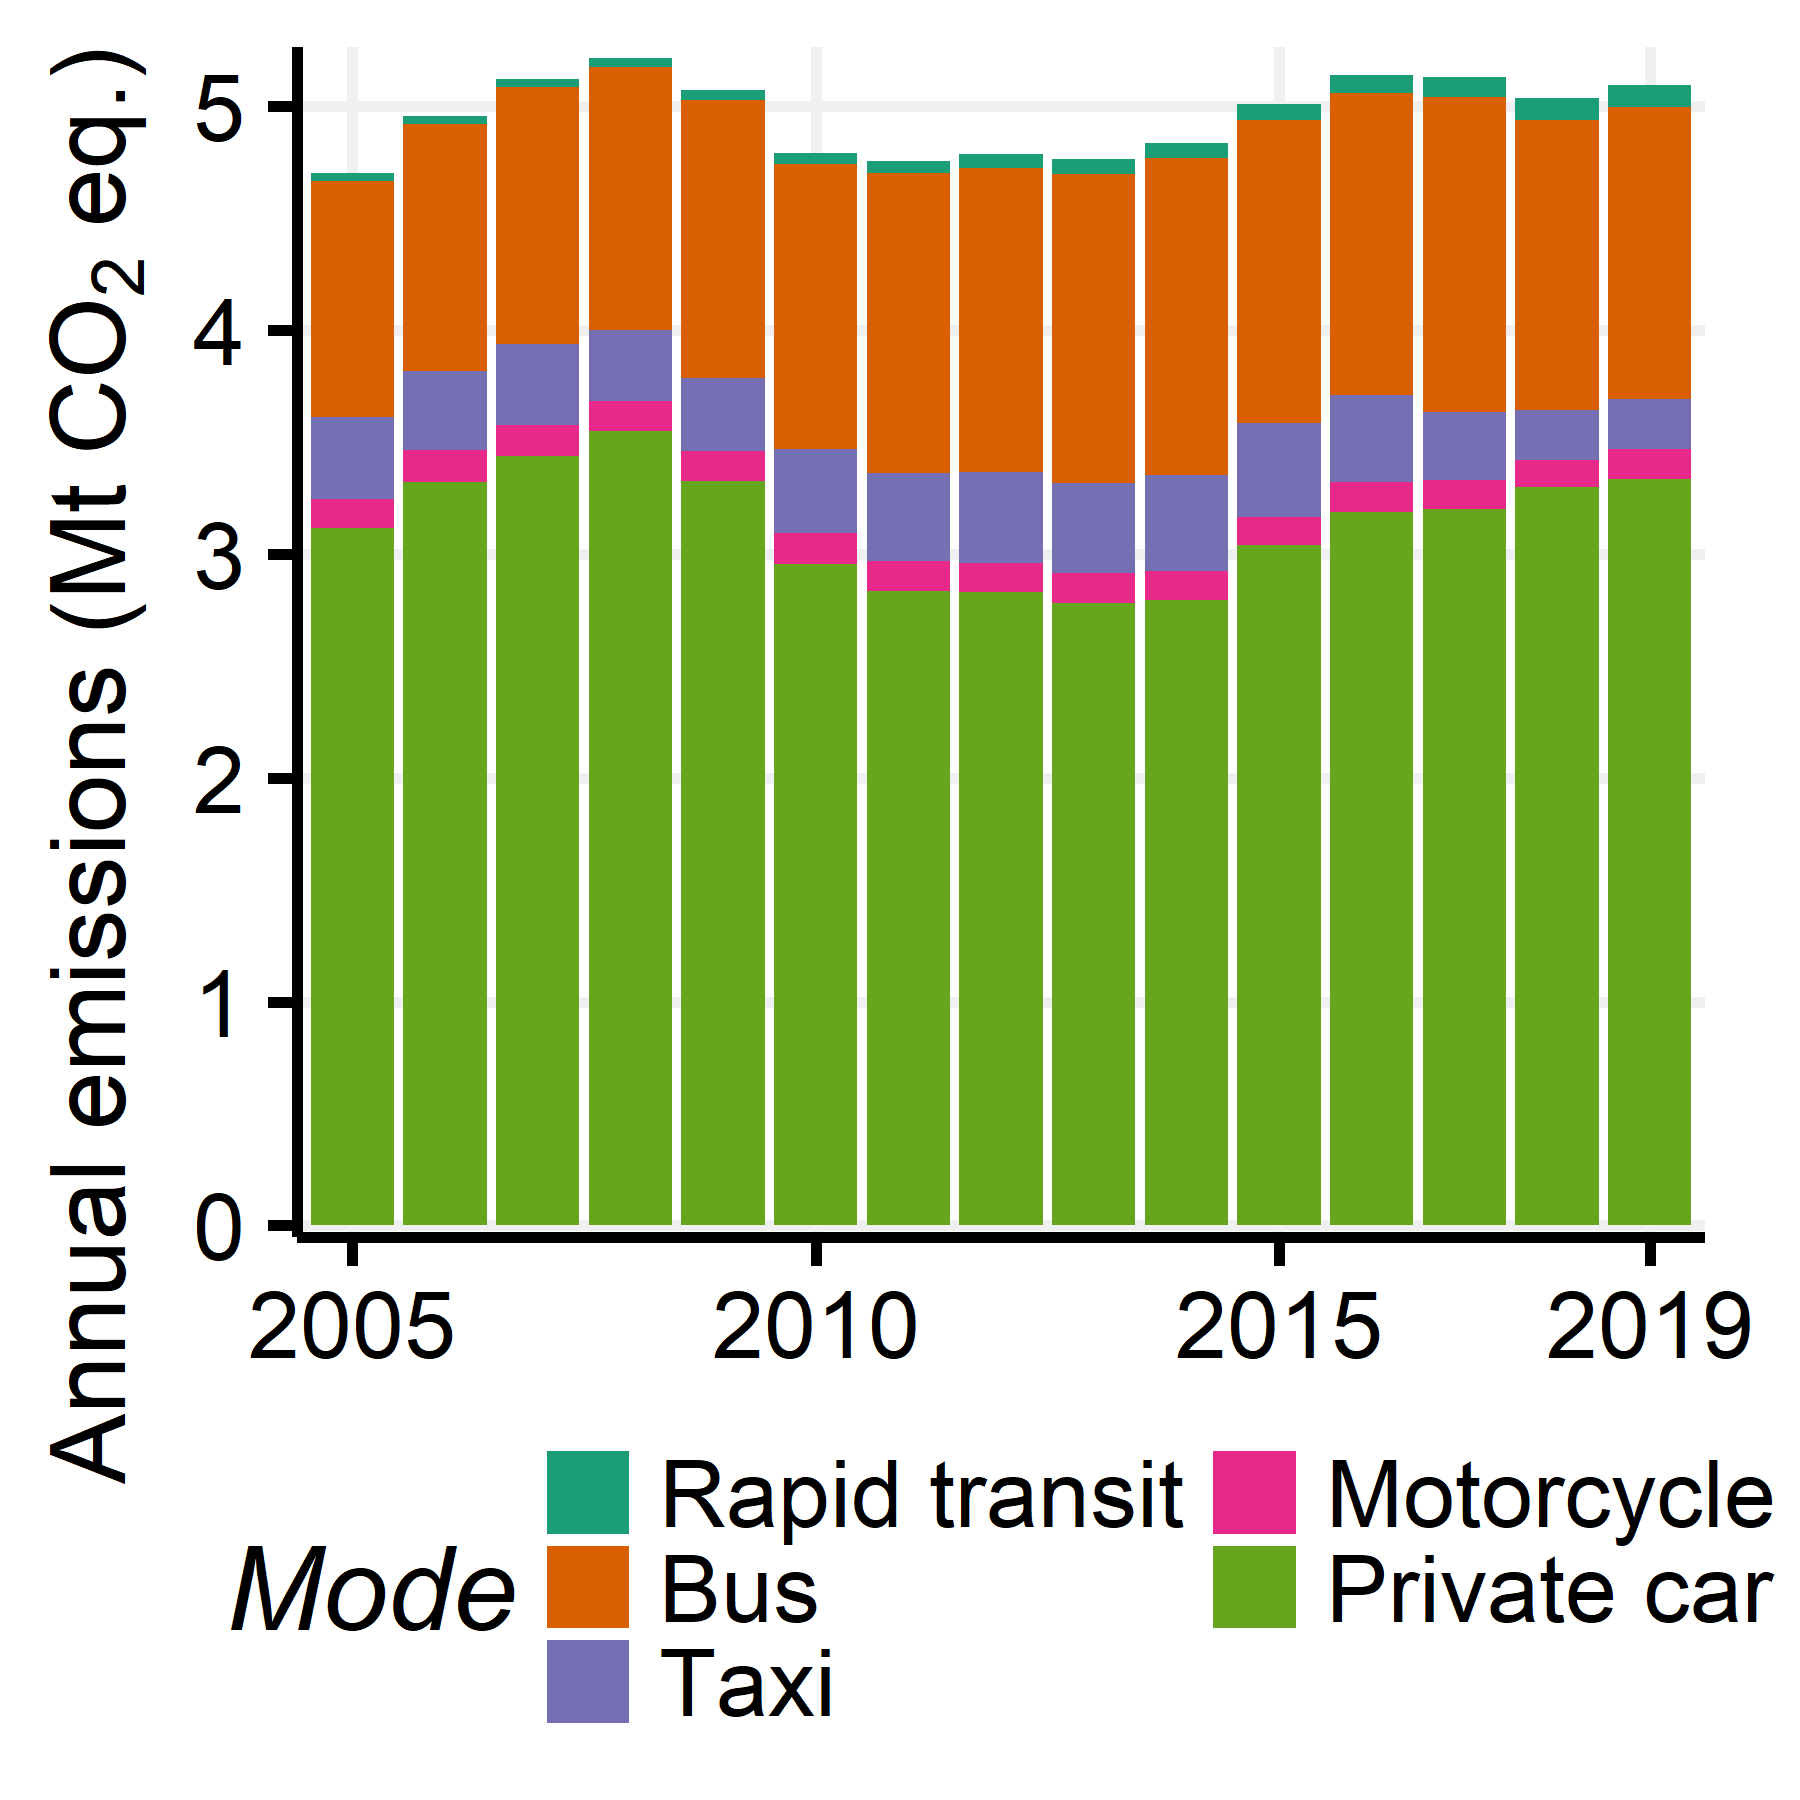 Annual emissions (Mt CO₂ eq.)
5
4
3
2
1
0
2005 2010 2015 2019
Mode
Rapid transit
Bus
Taxi
Motorcycle
Private car